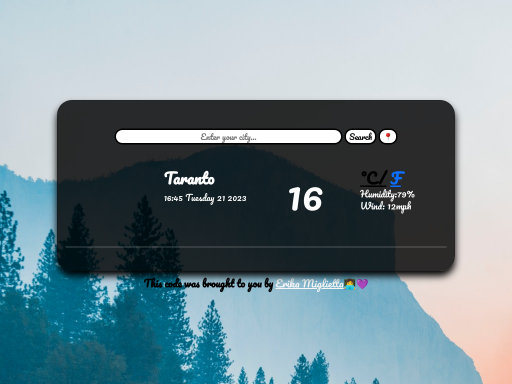 Enter your city...
Search 📍
Taranto
16:45 Tuesday 21 2023
16
°C/ F
Humidity:79%
Wind: 12mph
This code was brought to you by Erika Miglietta👩‍💻💜